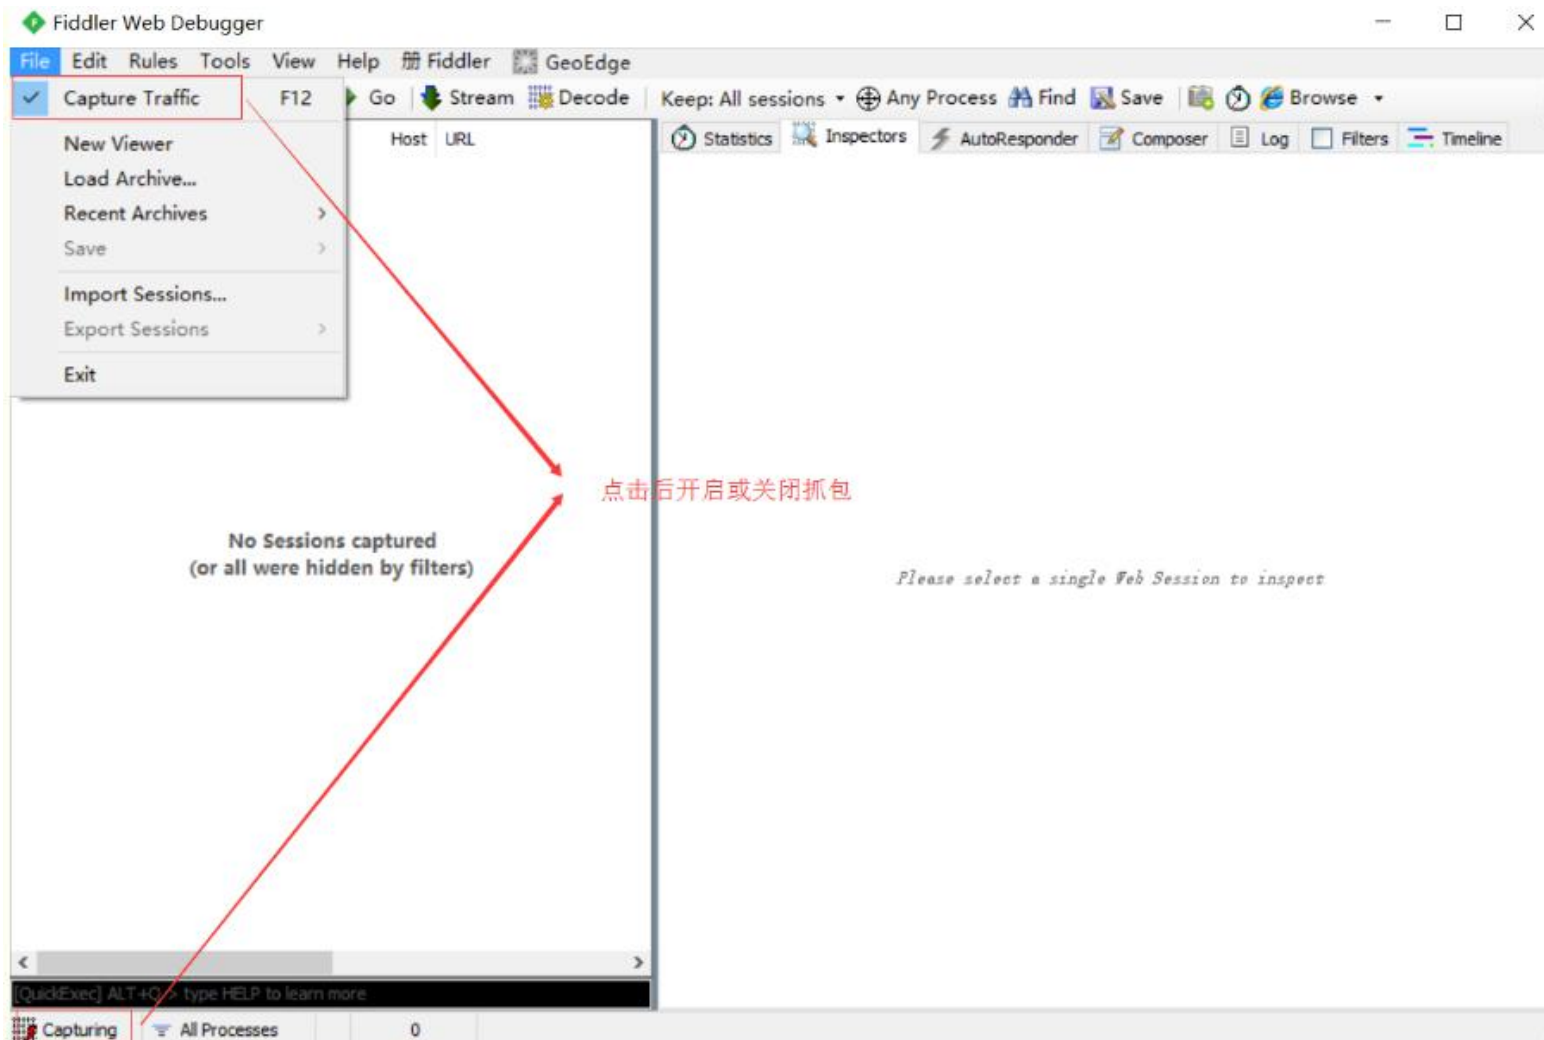 Fiddler Web Debugger
File Edit Rules Tools View Help 册 Fiddler GeoEdge
Capture Traffic F12 Go Stream Decode Keep: All sessions Any Process Find Save Browse
Host URL Statistics Inspectors AutoResponder Composer Log Filters Timeline
New Viewer
Load Archive...
Recent Archives
Save
Import Sessions...
Export Sessions
Exit
点击后开启或关闭抓包
No Sessions captured
(or all were hidden by filters)
Please select a single Web Session to inspect
[QuickExec] ALT+Q > type HELP to learn more
Capturing All Processes 0